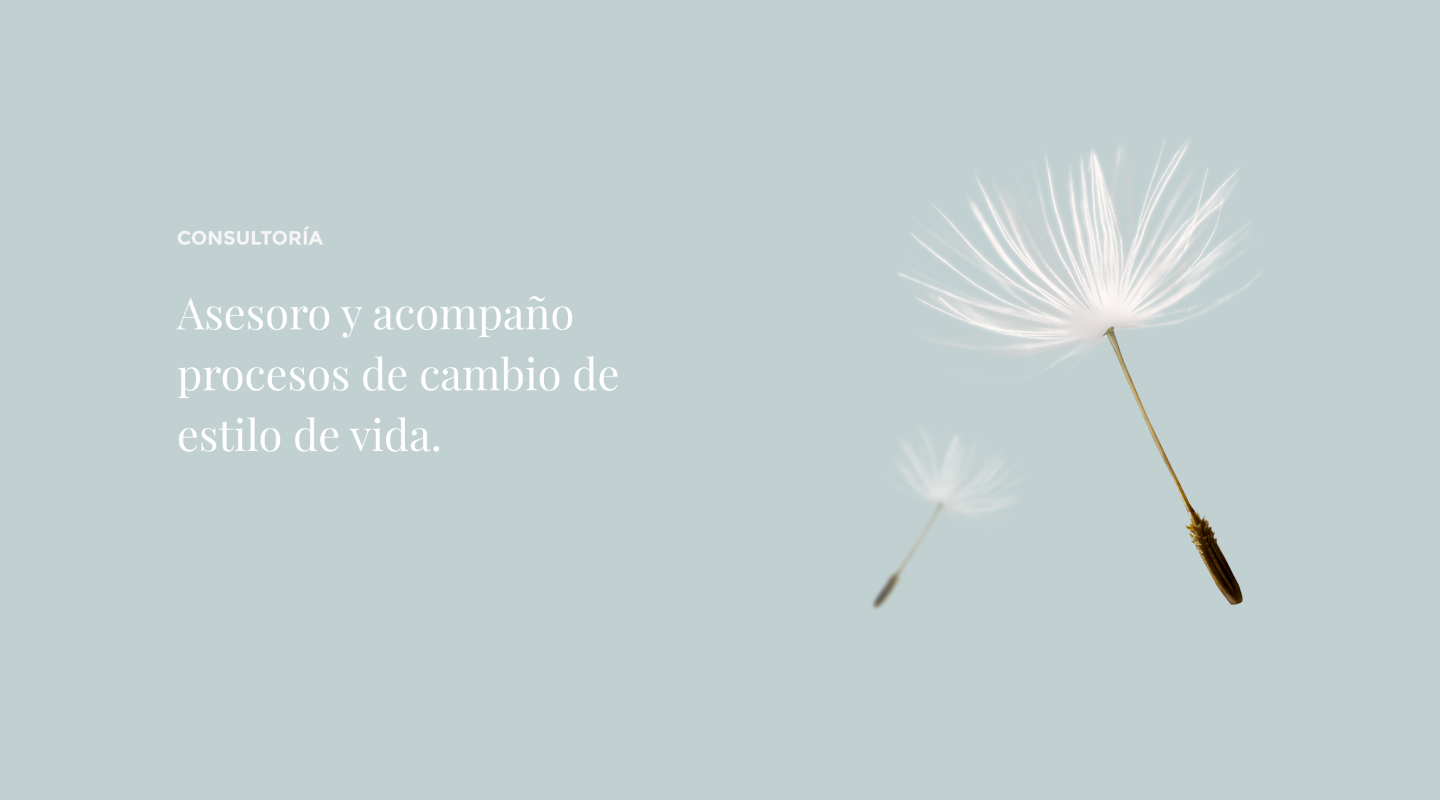 CONSULTORÍA
Asesoro y acompaño
procesos de cambio de
estilo de vida.